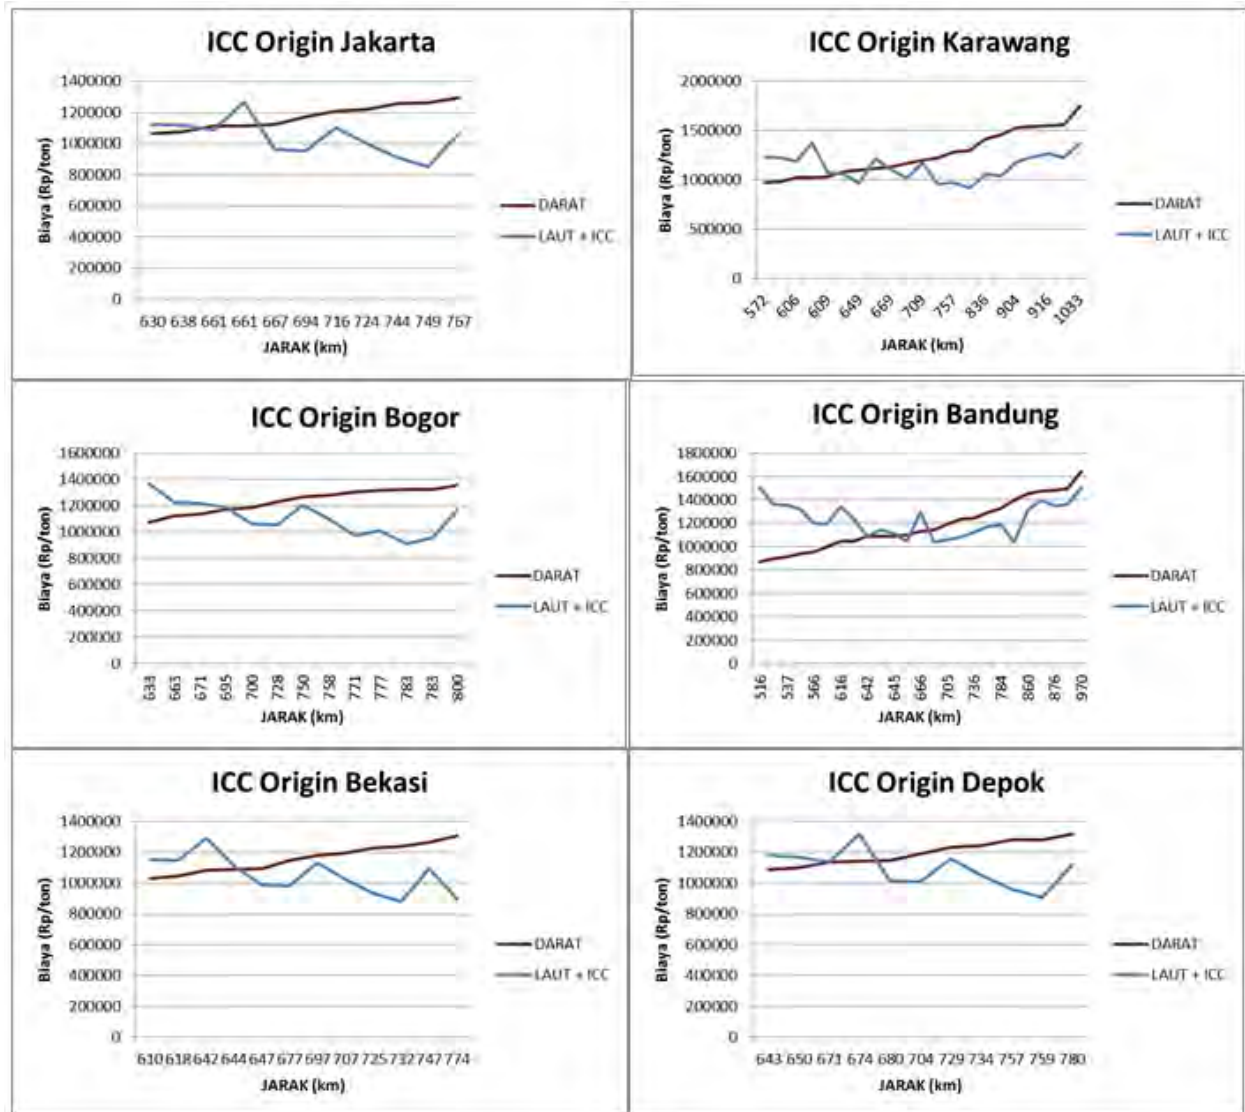 ICC Origin Jakarta
1400000
1200000
1000000
800000
600000
400000
200000
0
Biaya (Rp/ton)
630 638 661 661 667 694 716 724 744 749 767
JARAK (km)
DARAT
LAUT + ICC
ICC Origin Karawang
2000000
1500000
1000000
500000
0
Biaya (Rp/ton)
572 606 609 649 669 709 757 836 904 916 1033
JARAK (km)
DARAT
LAUT + ICC
ICC Origin Bogor
1600000
1400000
1200000
1000000
800000
600000
400000
200000
0
Biaya (Rp/ton)
671 695 700 728 750 758 771 777 783 783 800
JARAK (km)
DARAT
LAUT + ICC
ICC Origin Bandung
1800000
1600000
1400000
1200000
1000000
800000
600000
400000
200000
0
Biaya (Rp/ton)
516 537 566 616 642 645 666 705 736 784 860 876 970
JARAK (km)
DARAT
LAUT + ICC
ICC Origin Bekasi
1400000
1200000
1000000
800000
600000
400000
200000
0
Biaya (Rp/ton)
610 618 642 644 647 677 697 707 725 732 747 774
JARAK (km)
DARAT
LAUT + ICC
ICC Origin Depok
1400000
1200000
1000000
800000
600000
400000
200000
0
Biaya (Rp/ton)
643 650 671 674 680 704 729 734 757 759 780
JARAK (km)
DARAT
LAUT + ICC